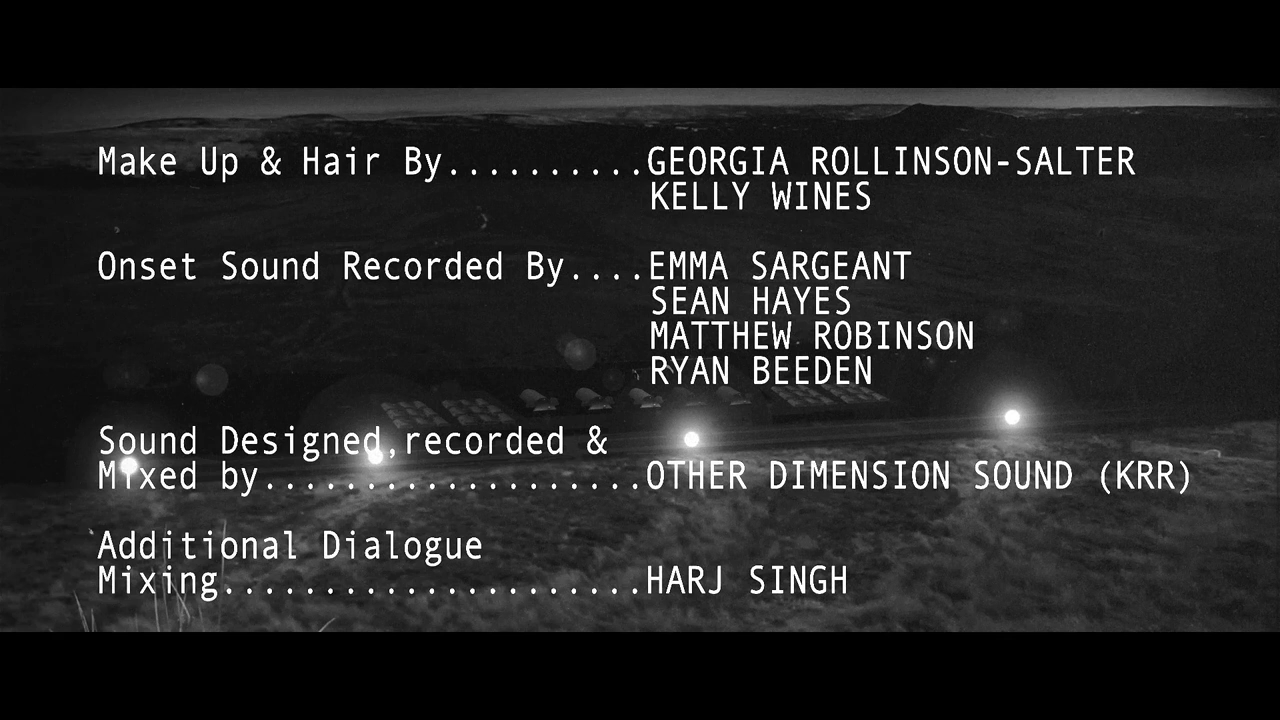 Make Up & Hair By..........GEORGIA ROLLINSON-SALTER
KELLY WINES
Onset Sound Recorded By....EMMA SARGEANT
SEAN HAYES
MATTHEW ROBINSON
RYAN BEEDEN
Sound Designed,recorded &
Mixed by...................OTHER DIMENSION SOUND (KRR)
Additional Dialogue
Mixing.....................HARJ SINGH